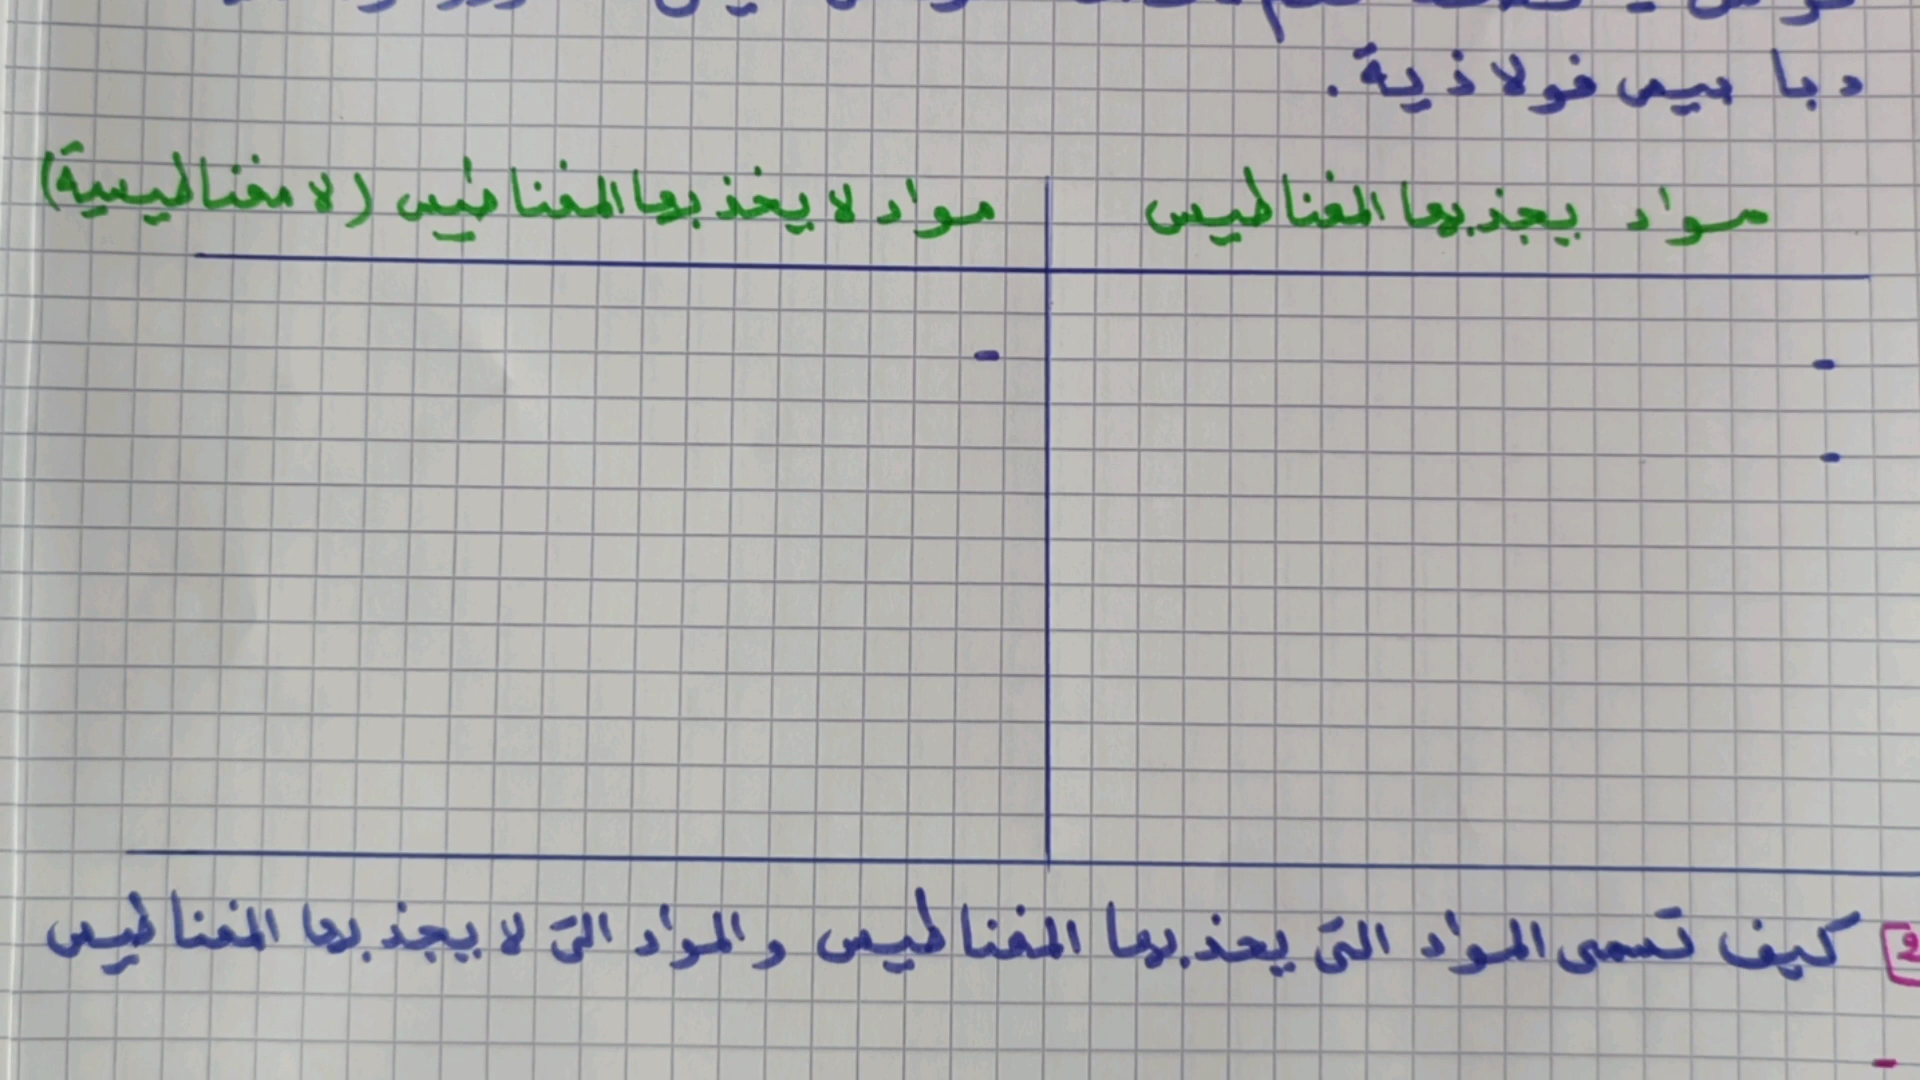 دبابيس فولاذية.
مواد يجذبها المغناطيس
مواد لا يجذبها المغناطيس (لا مغناطيسية)
-
-
-
2 كيف تسمى المواد التي يجذبها المغناطيس والمواد التي لا يجذبها المغناطيس
-